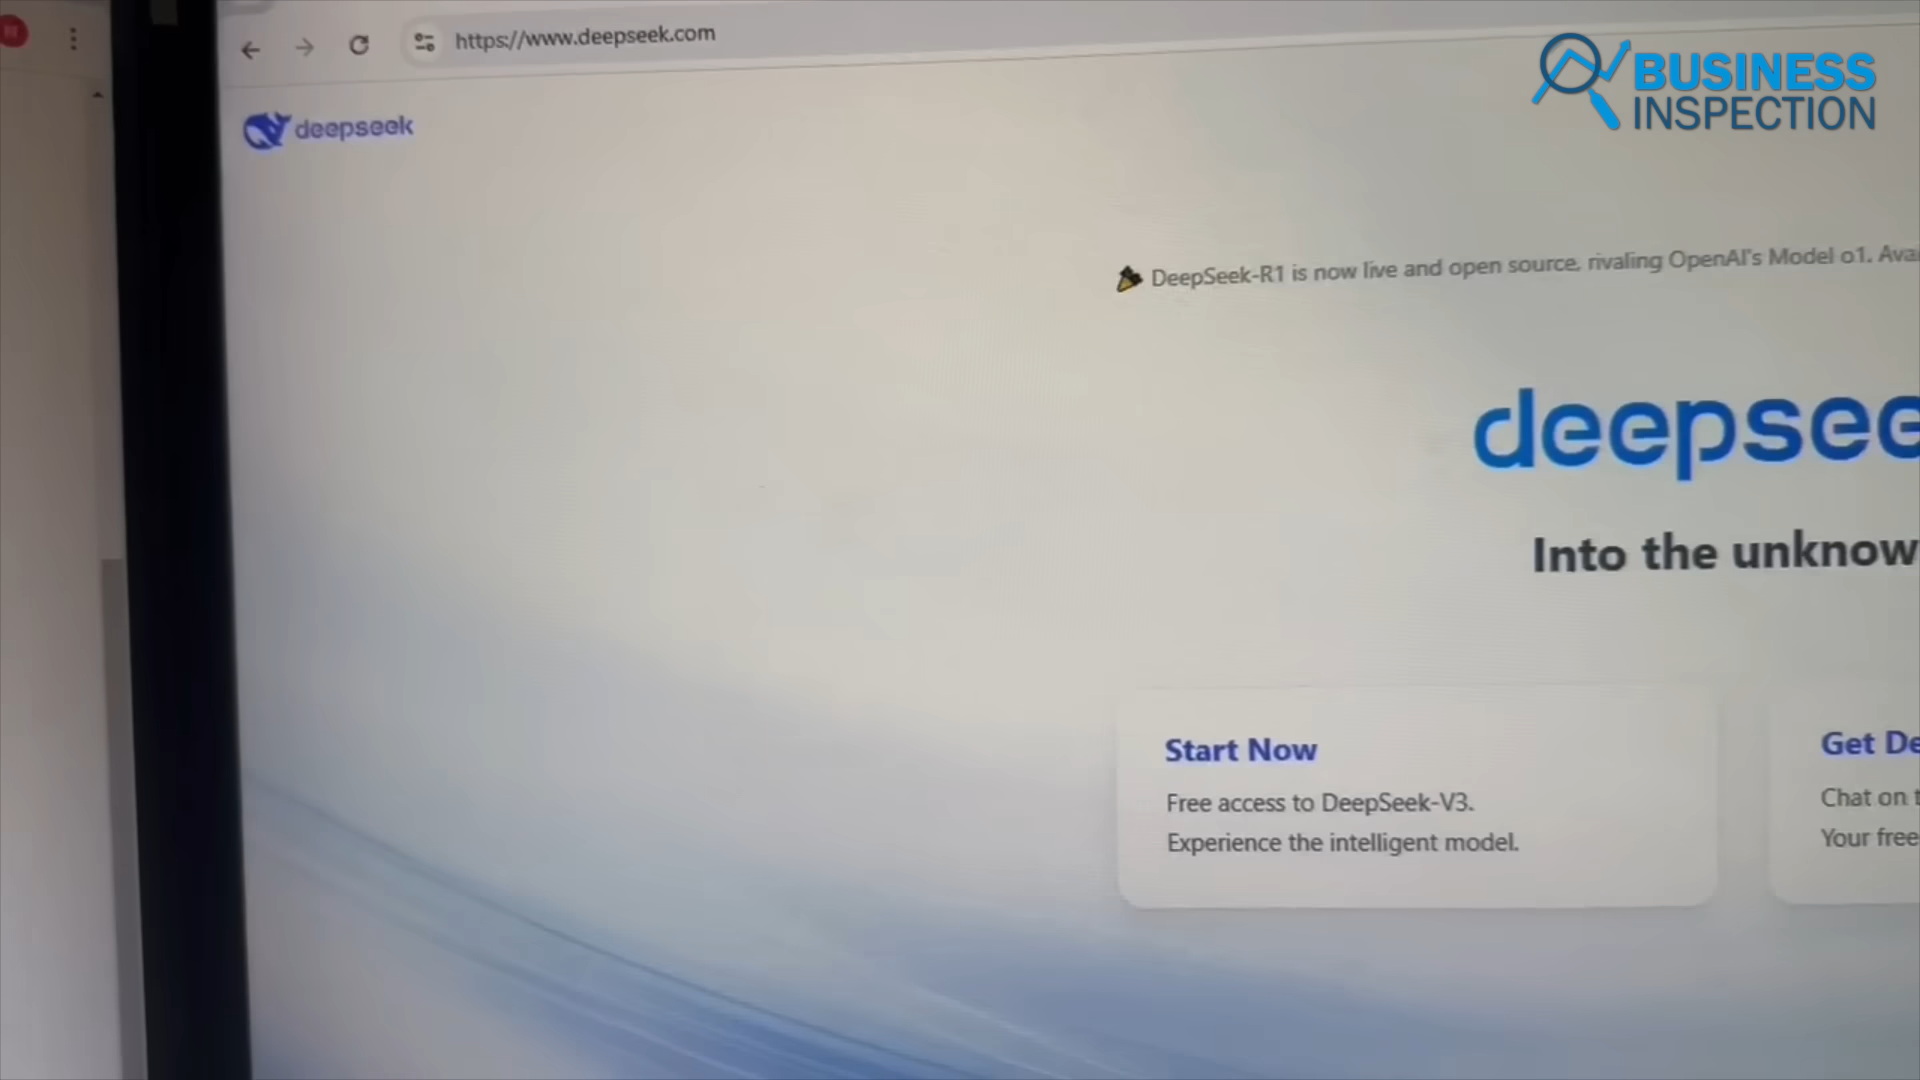 https://www.deepseek.com
BUSINESS
INSPECTION
deepseek
DeepSeek-R1 is now live and open source, rivaling OpenAI's Model o1. Avai
deepsee
Into the unknow
Start Now
Free access to DeepSeek-V3.
Experience the intelligent model.
Get De
Chat on t
Your free